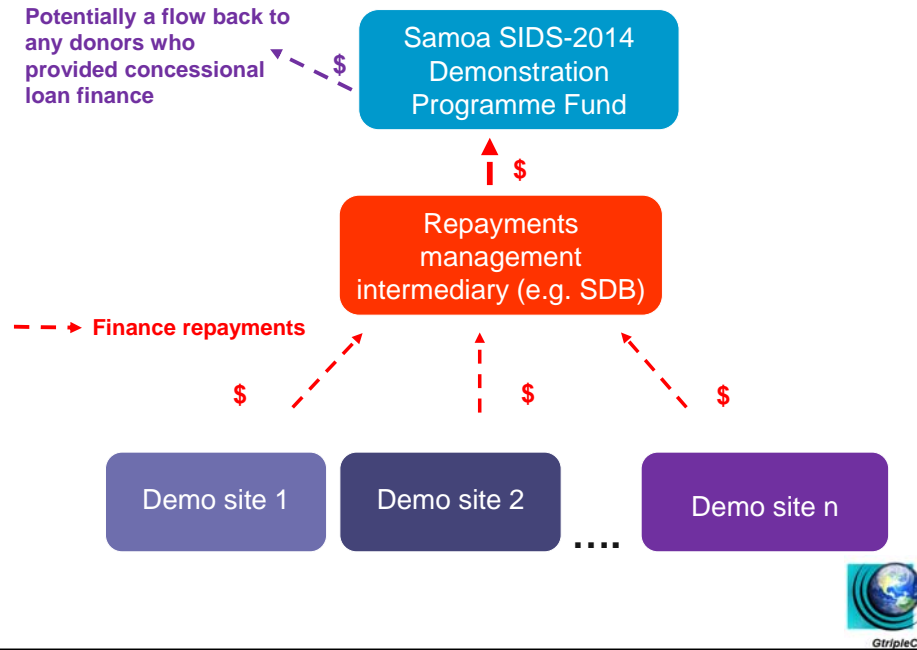 Potentially a flow back to
any donors who
provided concessional
loan finance
$
Samoa SIDS-2014
Demonstration
Programme Fund
$
Repayments
management
intermediary (e.g. SDB)
Finance repayments
$
$
$
Demo site 1
Demo site 2
....
Demo site n
GtripleC